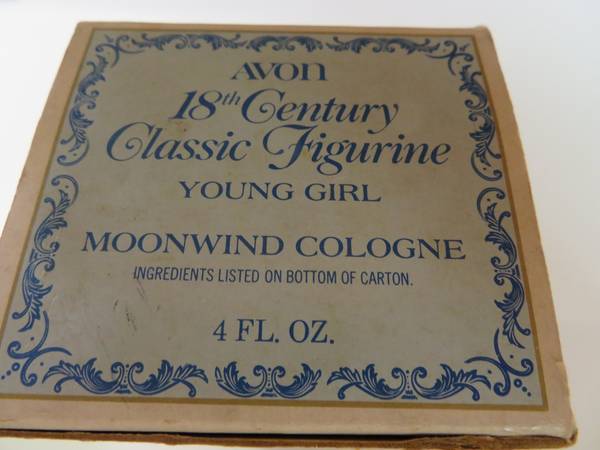 AVON
18th Century
Classic Figurine
YOUNG GIRL
MOONWIND COLOGNE
INGREDIENTS LISTED ON BOTTOM OF CARTON.
4 FL. OZ.